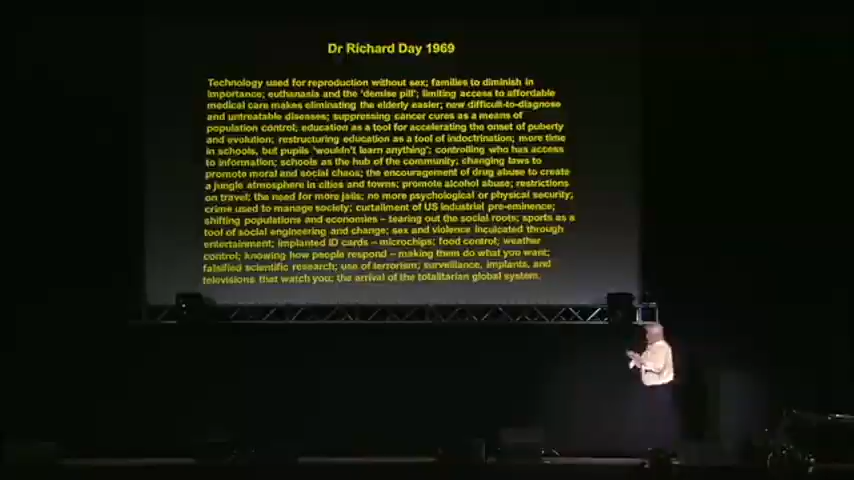 Dr Richard Day 1969
Technology used for reproduction without sex; families to diminish in
importance; euthanasia and the 'demise pill'; limiting access to affordable
medical care makes eliminating the elderly easier; new difficult-to-diagnose
and untreatable diseases; suppressing cancer cures as a means of
population control; education as a tool for accelerating the onset of puberty
and evolution; restructuring education as a tool of indoctrination; more time
in schools, but pupils 'wouldn't learn anything'; controlling who has access
to information; schools as the hub of the community; changing laws to
promote moral and social chaos; the encouragement of drug abuse to create
a jungle atmosphere in cities and towns; promote alcohol abuse; restrictions
on travel; the need for more jails; no more psychological or physical security;
crime used to manage society; curtailment of US industrial pre-eminence;
shifting populations and economies – tearing out the social roots; sports as a
tool of social engineering and change; sex and violence inculcated through
entertainment; implanted ID cards – microchips; food control; weather
control; knowing how people respond – making them do what you want;
falsified scientific research; use of terrorism; surveillance, implants, and
televisions that watch you; the arrival of the totalitarian global system.